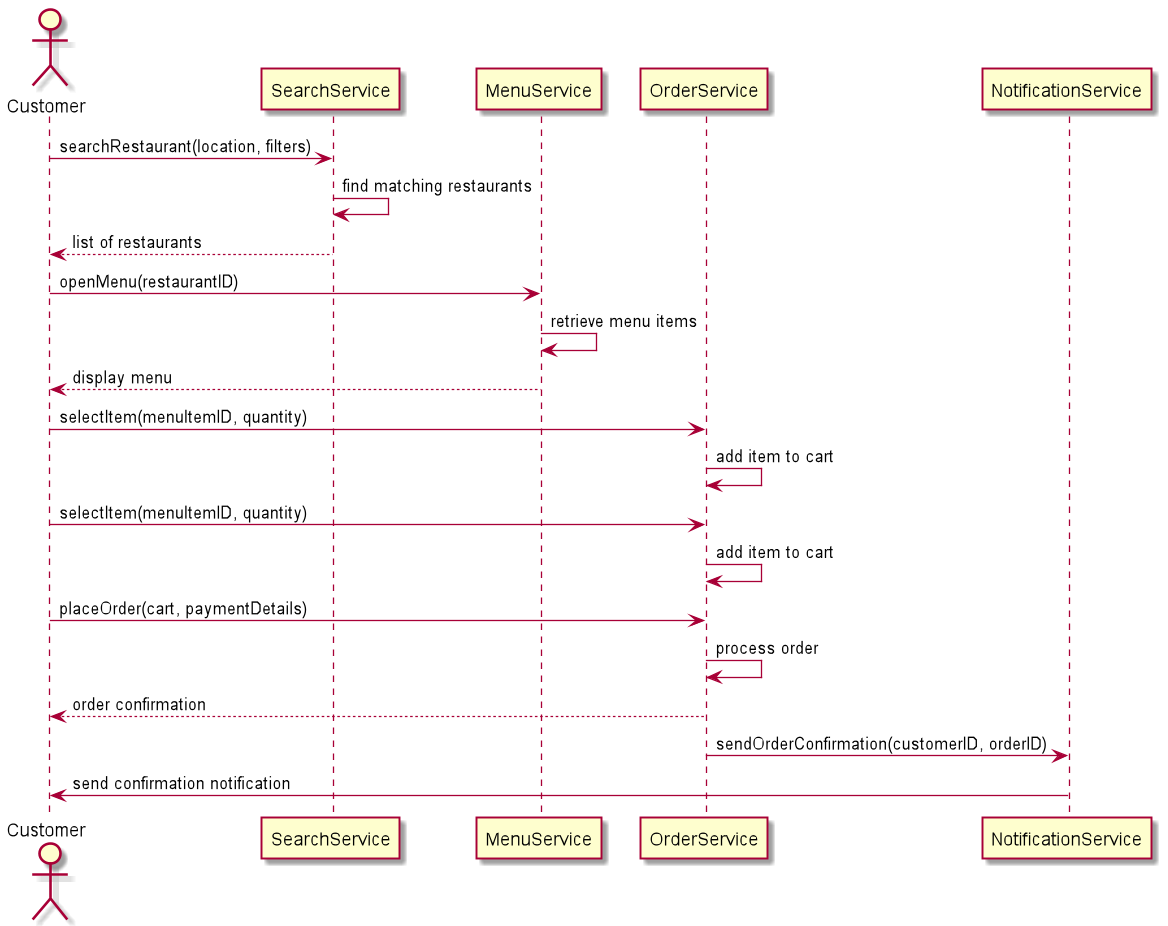 Customer
SearchService
MenuService
OrderService
NotificationService
searchRestaurant(location, filters)
find matching restaurants
list of restaurants
openMenu(restaurantID)
retrieve menu items
display menu
selectItem(menuItemID, quantity)
add item to cart
selectItem(menuItemID, quantity)
add item to cart
placeOrder(cart, paymentDetails)
process order
order confirmation
sendOrderConfirmation(customerID, orderID)
send confirmation notification
Customer
SearchService
MenuService
OrderService
NotificationService